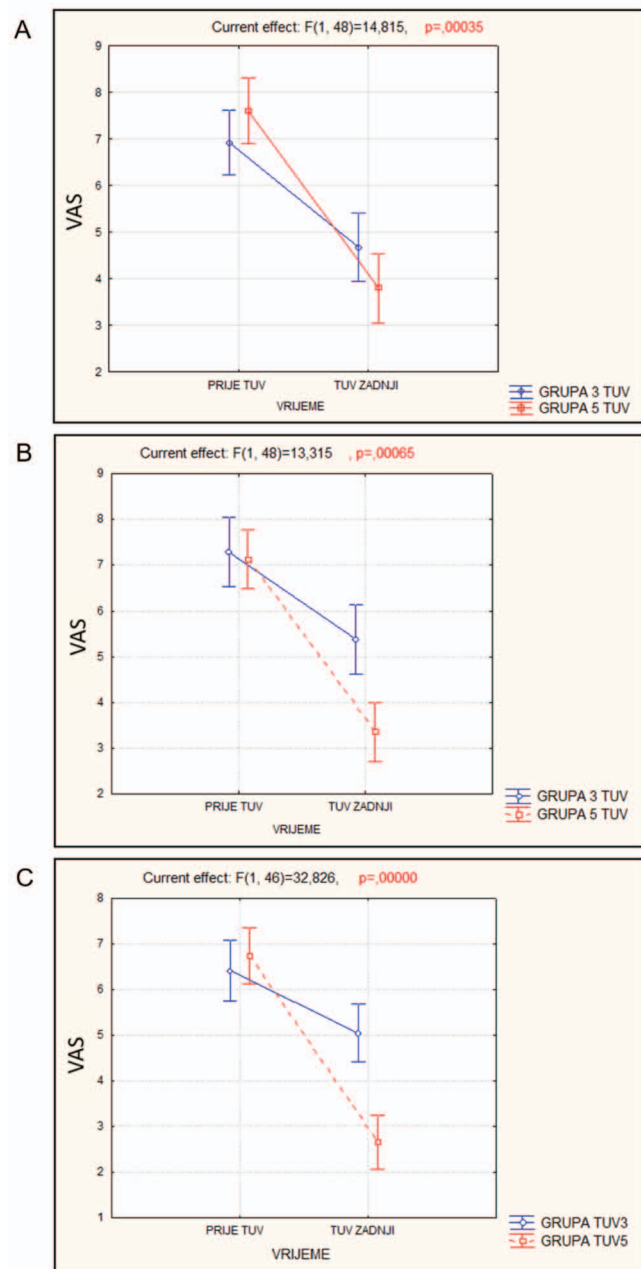 A
Current effect: F(1, 48)=14,815, p=,00035
9
8
7
6
5
4
3
2
VAS
PRIJE TUV
TUV ZADNJI
VRIJEME
GRUPA 3 TUV
GRUPA 5 TUV
B
Current effect: F(1, 48)=13,315 , p=,00065
9
8
7
6
5
4
3
2
VAS
PRIJE TUV
TUV ZADNJI
VRIJEME
GRUPA 3 TUV
GRUPA 5 TUV
C
Current effect: F(1, 46)=32,826, p=,00000
8
7
6
5
4
3
2
1
VAS
PRIJE TUV
TUV ZADNJI
VRIJEME
GRUPA TUV3
GRUPA TUV5